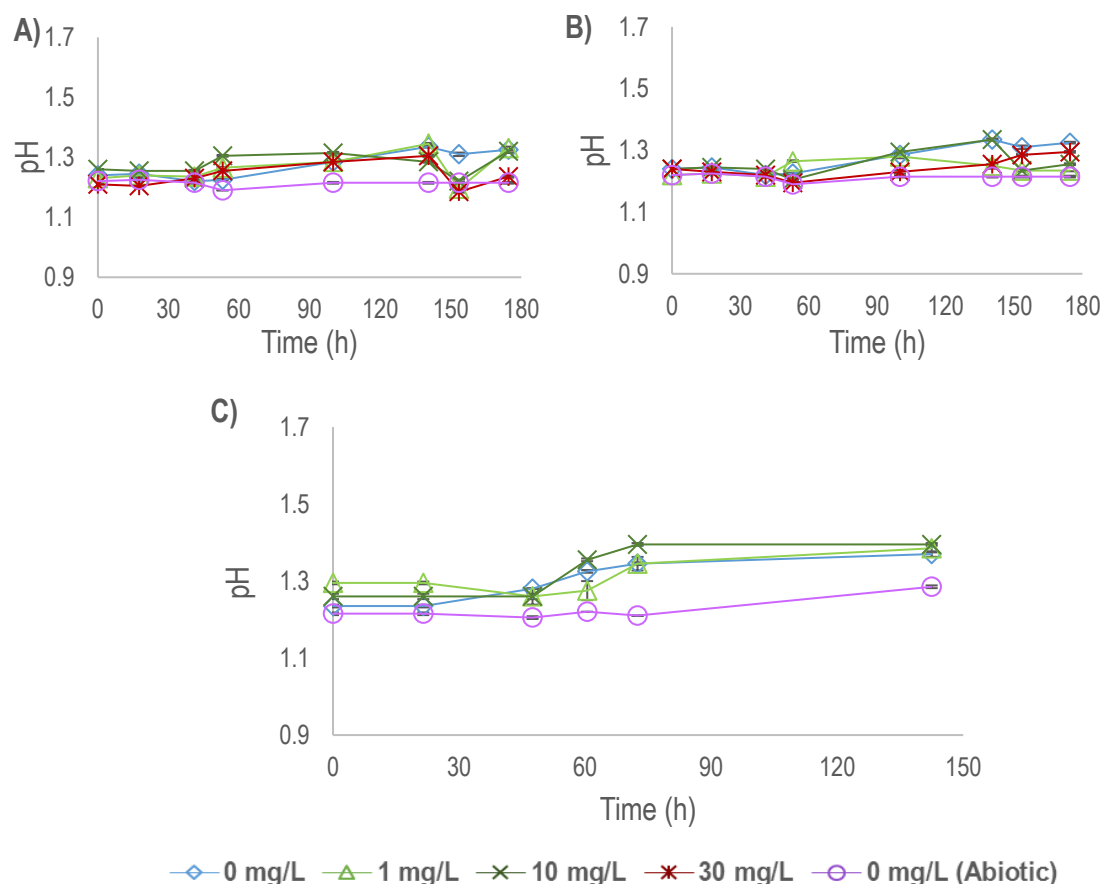 A)
1.7
1.5
1.3
1.1
0.9
pH
0 30 60 90 120 150 180
Time (h)
B)
1.7
1.5
1.3
1.1
0.9
pH
0 30 60 90 120 150 180
Time (h)
C)
1.7
1.5
1.3
1.1
0.9
pH
0 30 60 90 120 150
Time (h)
0 mg/L 1 mg/L 10 mg/L 30 mg/L 0 mg/L (Abiotic)